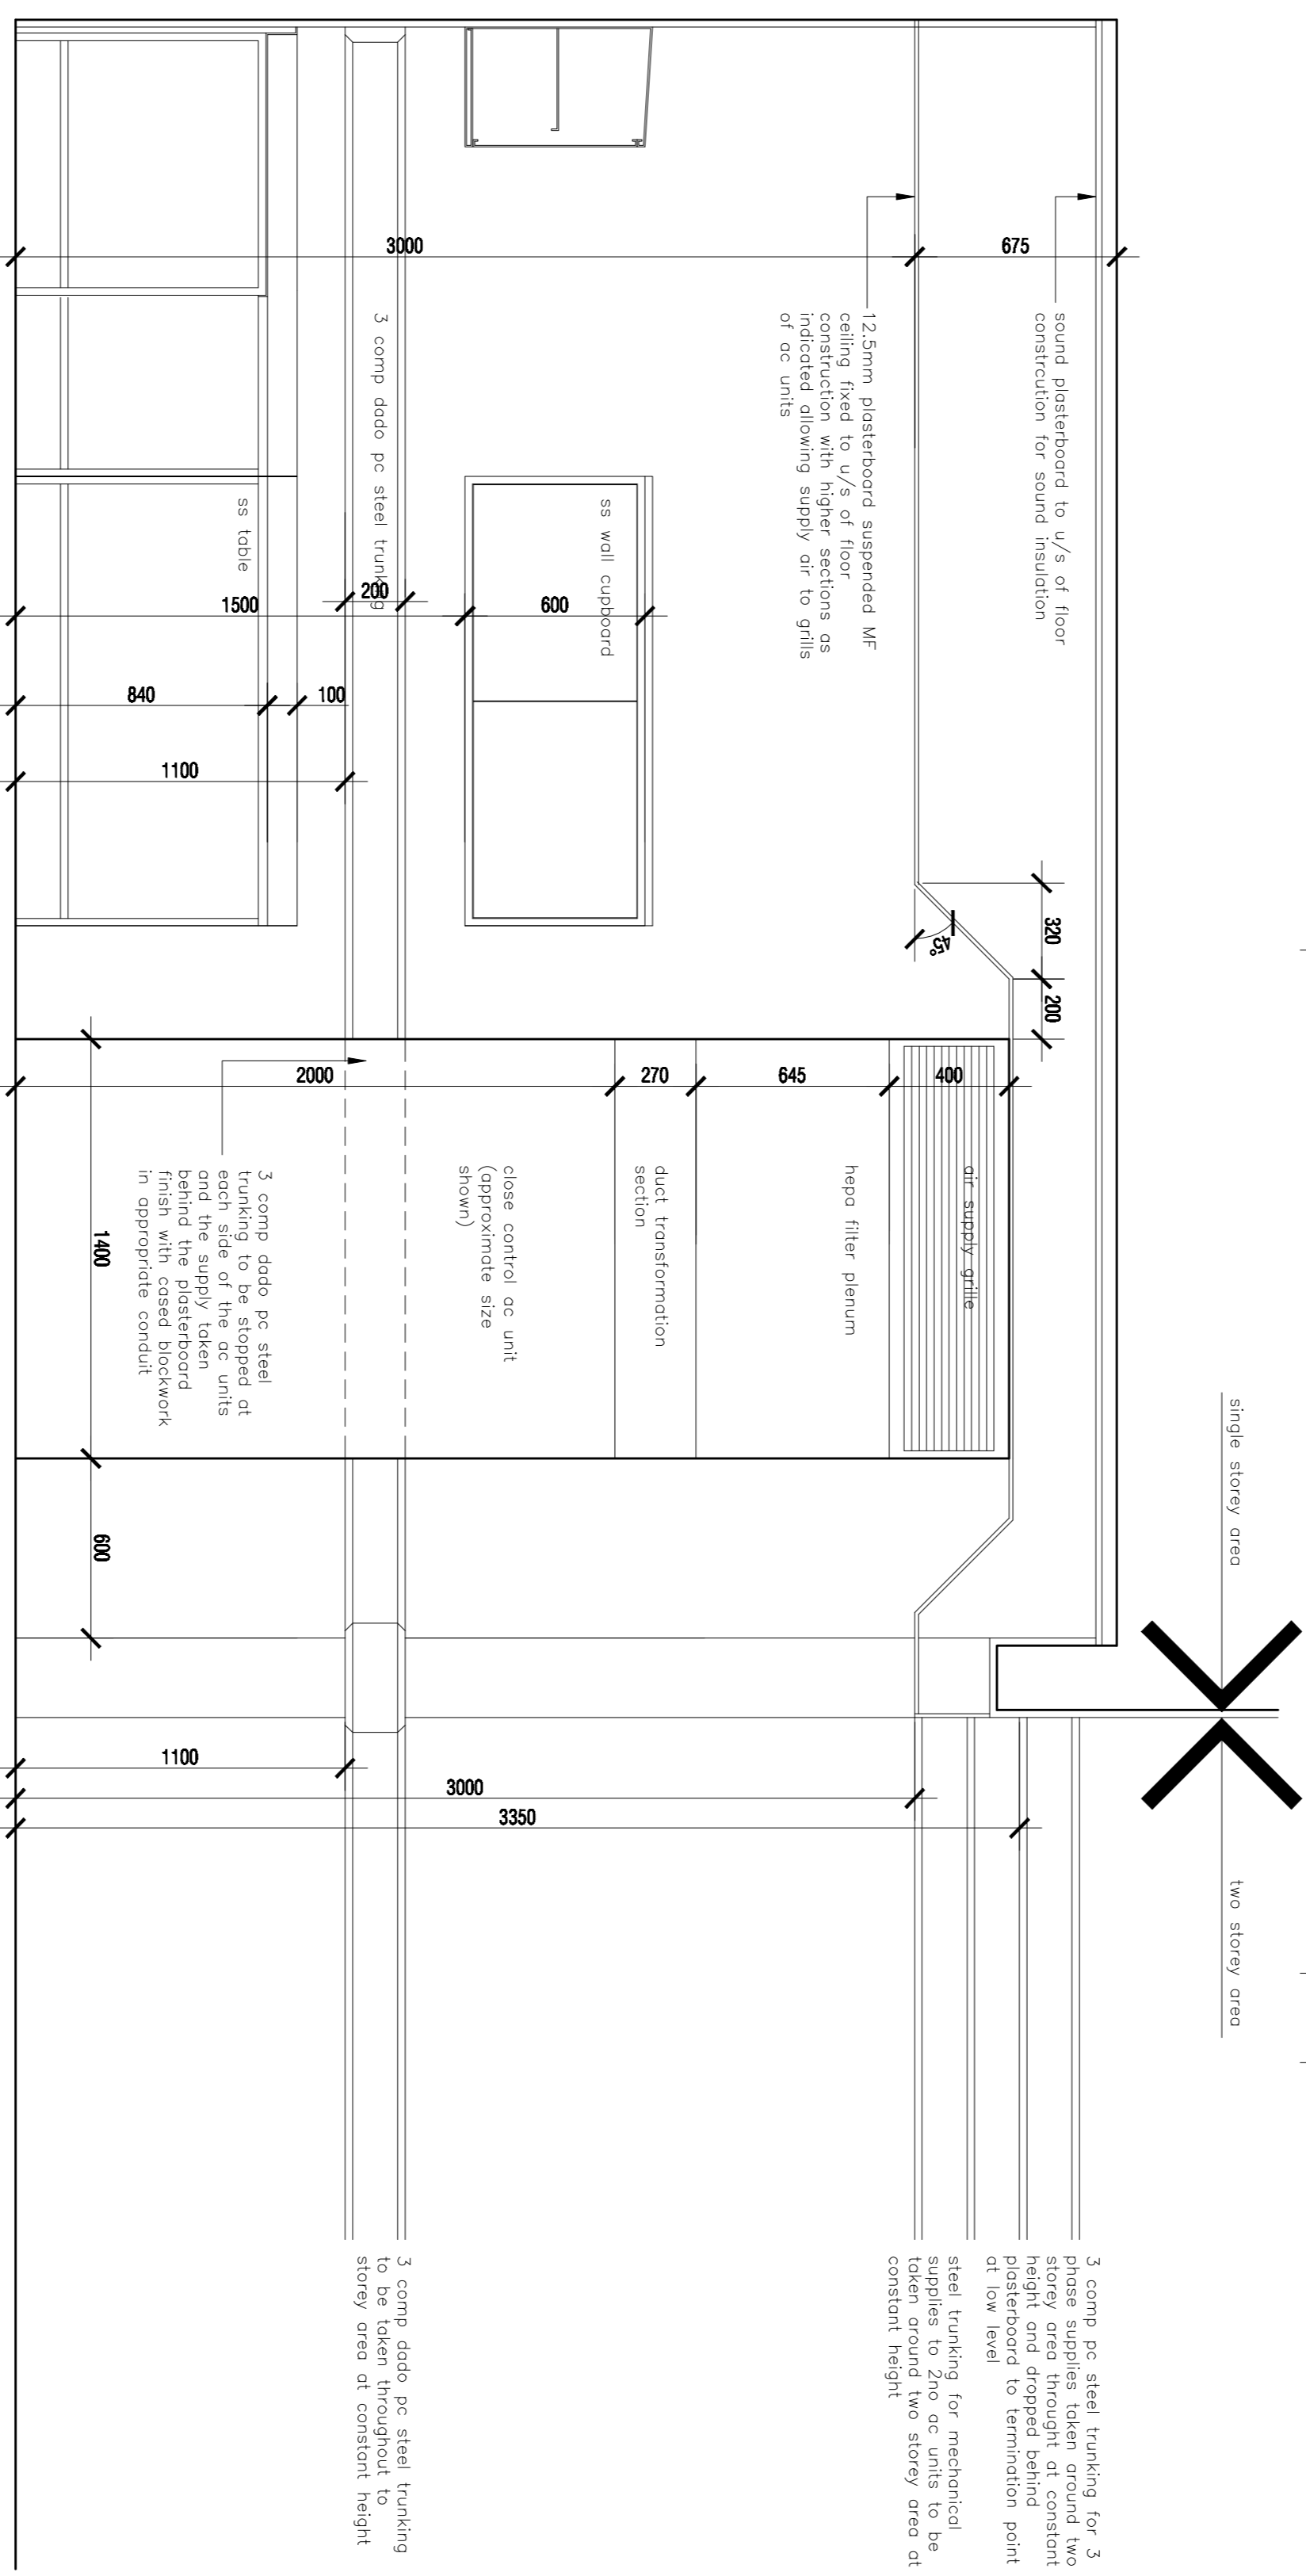 single storey area
two storey area
675
sound plasterboard to u/s of floor
constrcution for sound insulation
3000
12.5mm plasterboard suspended MF
ceiling fixed to u/s of floor
construction with higher sections as
indicated allowing supply air to grills
of ac units
320
200
45°
400
air supply grille
645
hepa filter plenum
270
duct transformation
section
2000
close control ac unit
(approximate size
shown)
3 comp dado pc steel
trunking to be stopped at
each side of the ac units
and the supply taken
behind the plasterboard
finish with cased blockwork
in appropriate conduit
1400
600
600
ss wall cupboard
3 comp dado pc steel trunking
200
1500
ss table
840
100
1100
1100
3000
3350
3 comp pc steel trunking for 3
phase supplies taken around two
storey area throught at constant
height and dropped behind
plasterboard to termination point
at low level
steel trunking for mechanical
supplies to 2no ac units to be
taken around two storey area at
constant height
3 comp dado pc steel trunking
to be taken throughout to
storey area at constant height